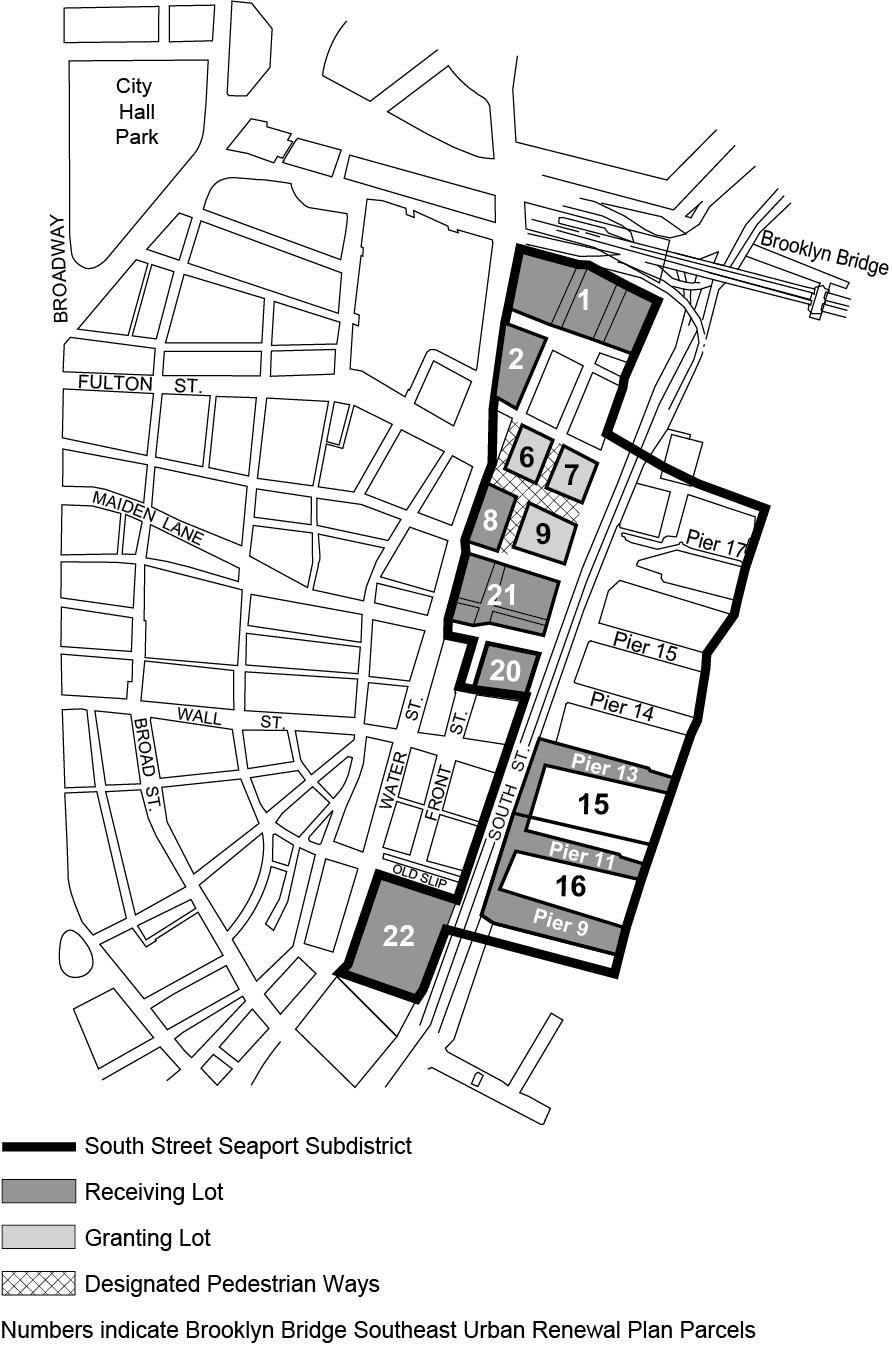 City
Hall
Park
BROADWAY
Brooklyn Bridge
1
2
FULTON ST.
6
7
MAIDEN LANE
8
9
Pier 17
21
Pier 15
20
Pier 14
WALL ST.
BROAD ST.
WATER ST.
FRONT ST.
SOUTH ST.
Pier 13
15
Pier 11
16
OLD SLIP
Pier 9
22
South Street Seaport Subdistrict
Receiving Lot
Granting Lot
Designated Pedestrian Ways
Numbers indicate Brooklyn Bridge Southeast Urban Renewal Plan Parcels